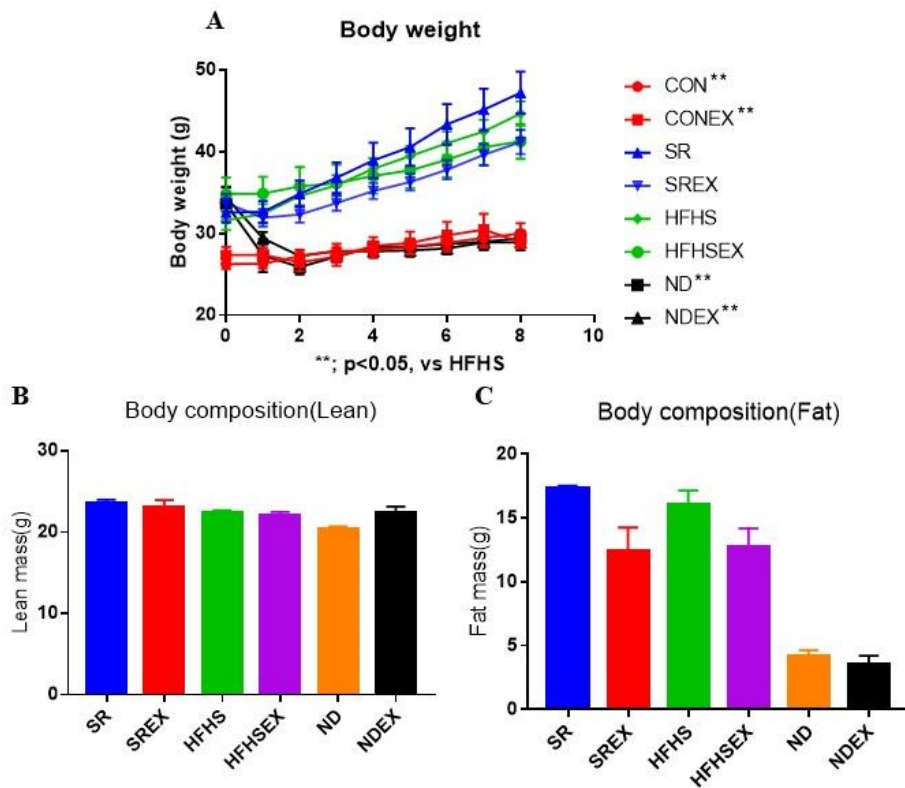 A
Body weight
Body weight (g)
50
40
30
20
0
2
4
6
8
10
**; p<0.05, vs HFHS
CON**
CONEX**
SR
SREX
HFHS
HFHSEX
ND**
NDEX**
B
Body composition(Lean)
Lean mass(g)
30
20
10
0
SR
SREX
HFHS
HFHSEX
ND
NDEX
C
Body composition(Fat)
Fat mass(g)
20
15
10
5
0
SR
SREX
HFHS
HFHSEX
ND
NDEX